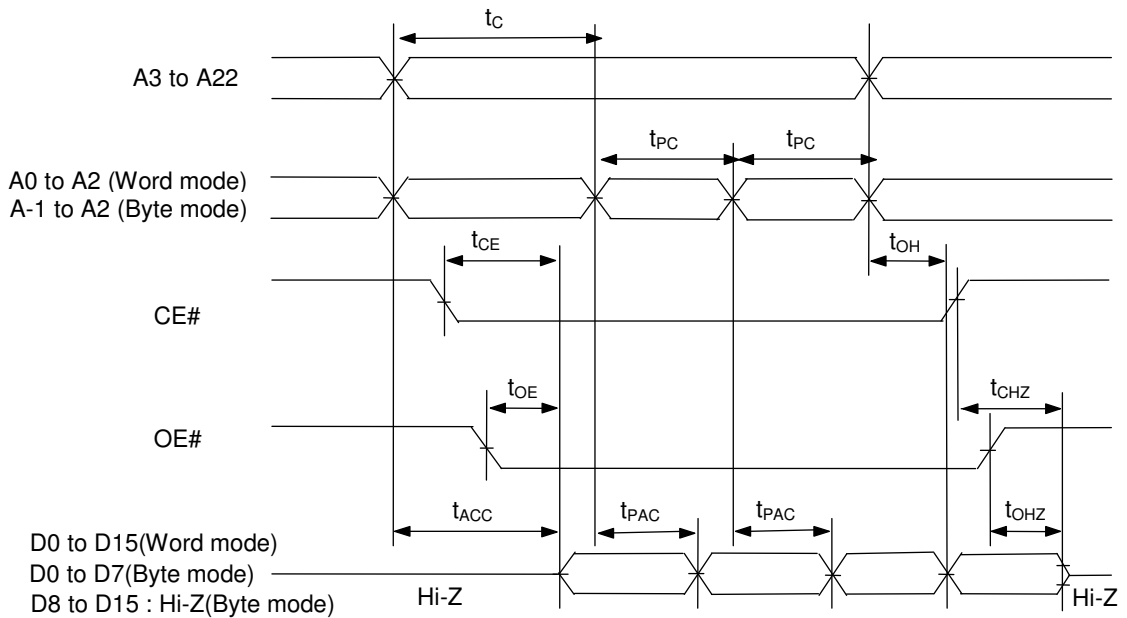 tC
A3 to A22
tPC
tPC
A0 to A2 (Word mode)
A-1 to A2 (Byte mode)
tCE
tOH
CE#
tOE
tCHZ
OE#
tACC
tPAC
tPAC
tOHZ
D0 to D15(Word mode)
D0 to D7(Byte mode)
D8 to D15 : Hi-Z(Byte mode)
Hi-Z
Hi-Z